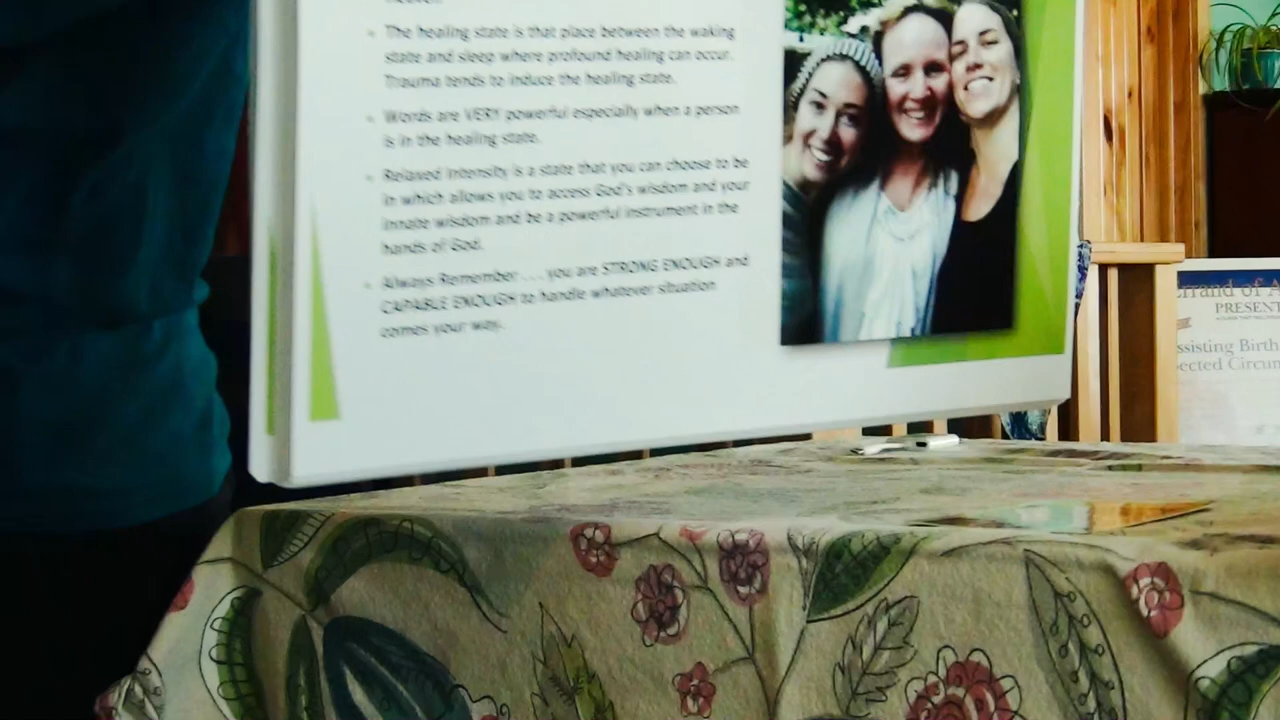 The healing state is that place between the waking
state and sleep where profound healing can occur.
Trauma tends to induce the healing state.
Words are VERY powerful especially when a person
is in the healing state.
Relaxed Intensity is a state that you can choose to be
in which allows you to access God's wisdom and your
innate wisdom and be a powerful instrument in the
hands of God.
Always Remember . . . you are STRONG ENOUGH and
CAPABLE ENOUGH to handle whatever situation
comes your way.
rrand of A
PRESENT
ssisting Birth
ected Circum